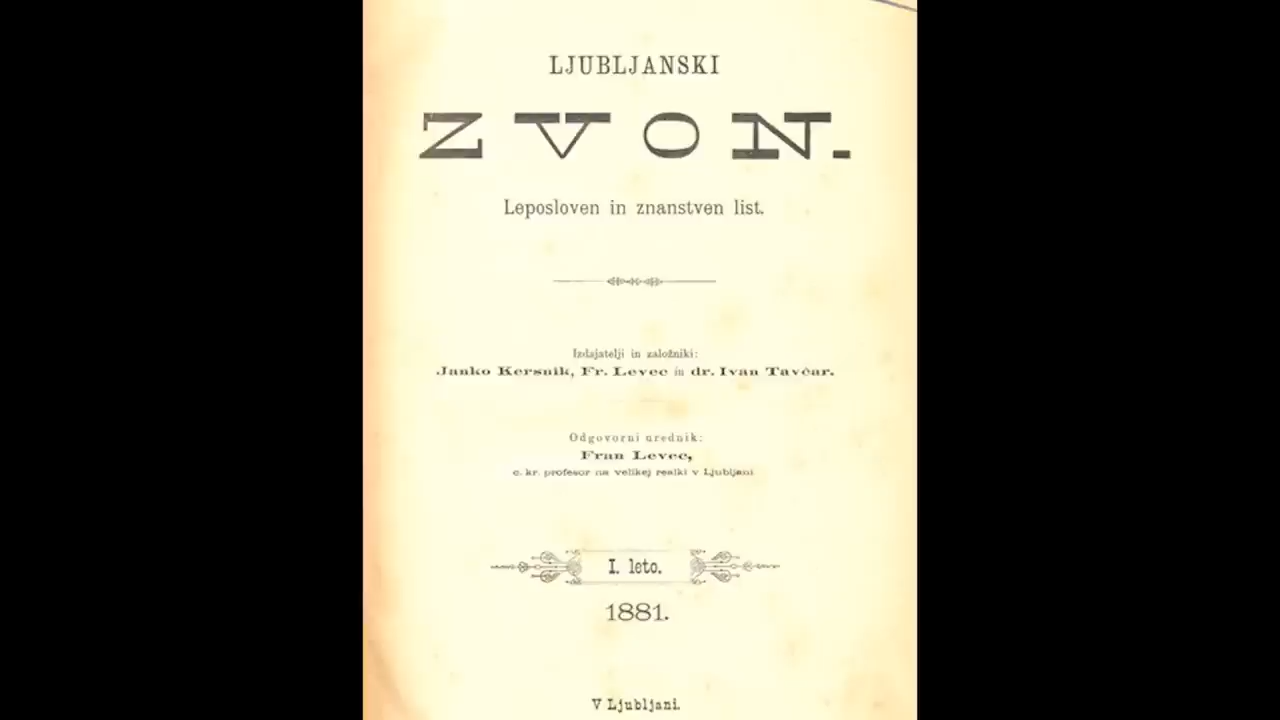 LJUBLJANSKI
ZVON.
Leposloven in znanstven list.
Izdajatelji in založniki:
Janko Kersnik, Fr. Levec in dr. Ivan Tavčar.
Odgovorni urednik:
Fran Levec,
c. kr. profesor na velikej realki v Ljubljani
I. leto.
1881.
V Ljubljani.